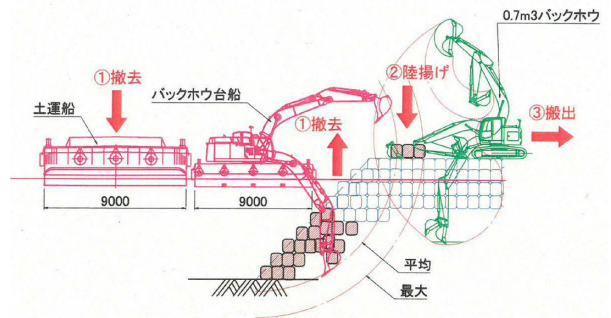 0.7m3バックホウ
①撤去
②陸揚げ
バックホウ台船
土運船
①撤去
③搬出
9000
9000
平均
最大